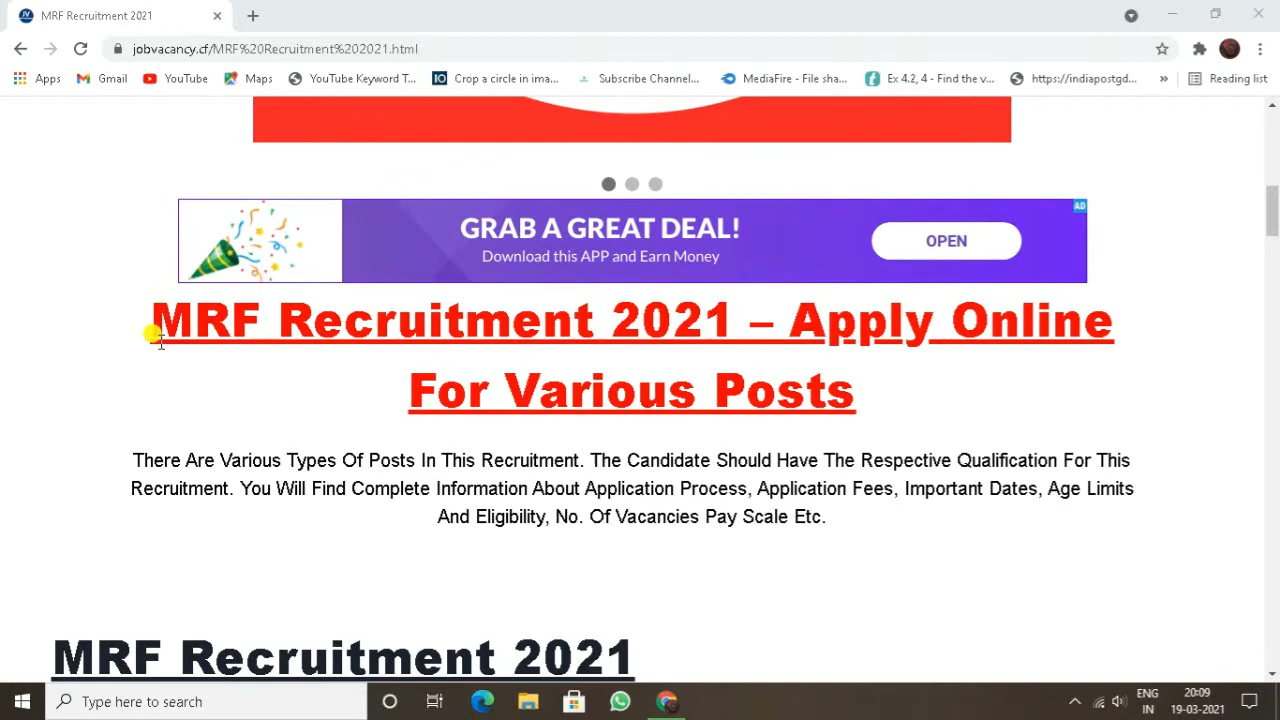 MRF Recruitment 2021
jobvacancy.cf/MRF%20Recruitment%202021.html
Apps Gmail YouTube Maps YouTube Keyword T... Crop a circle in ima... Subscribe Channel... MediaFire - File sha... Ex 4.2, 4 - Find the v... https://indiapostgd... » Reading list
AD
GRAB A GREAT DEAL!
Download this APP and Earn Money
OPEN
MRF Recruitment 2021 – Apply Online
For Various Posts
There Are Various Types Of Posts In This Recruitment. The Candidate Should Have The Respective Qualification For This
Recruitment. You Will Find Complete Information About Application Process, Application Fees, Important Dates, Age Limits
And Eligibility, No. Of Vacancies Pay Scale Etc.
MRF Recruitment 2021
Type here to search
ENG
IN
20:09
19-03-2021